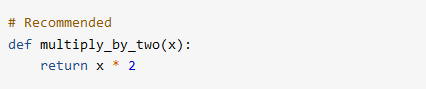 # Recommended
def multiply_by_two(x):
    return x * 2